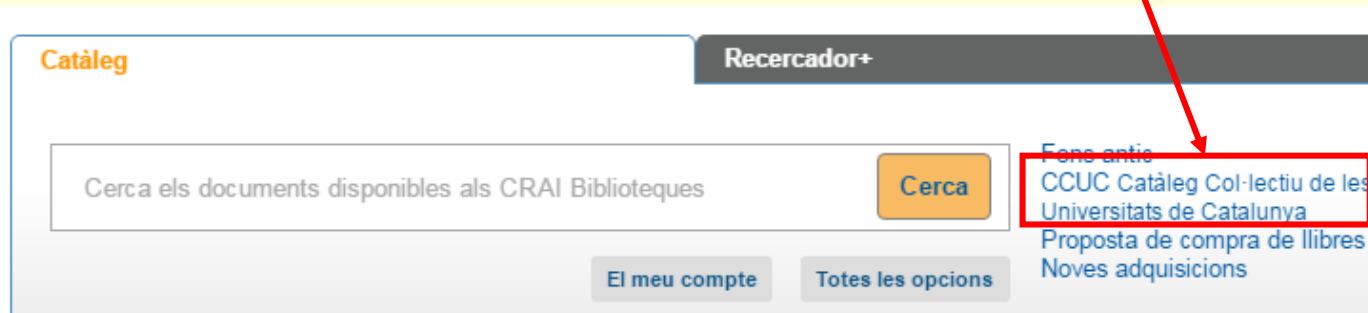 Catàleg
Recercador+
Cerca els documents disponibles als CRAI Biblioteques
Cerca
El meu compte
Totes les opcions
Fons antic
CCUC Catàleg Col·lectiu de les
Universitats de Catalunya
Proposta de compra de llibres
Noves adquisicions